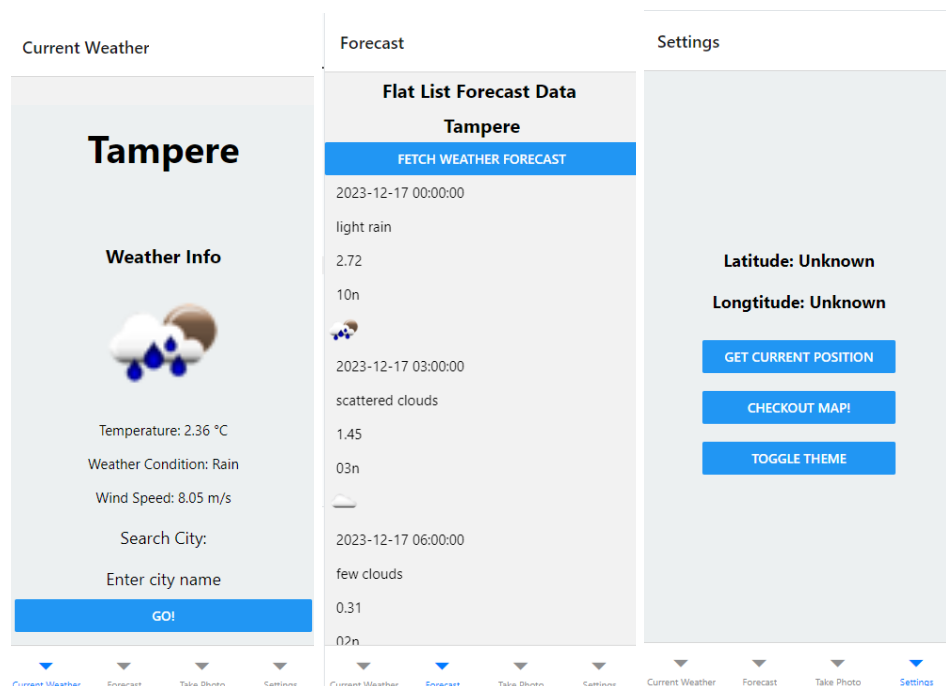 Current Weather
Tampere
Weather Info
Temperature: 2.36 °C
Weather Condition: Rain
Wind Speed: 8.05 m/s
Search City:
Enter city name
GO!
Current Weather Forecast Take Photo Settings
Forecast
Flat List Forecast Data
Tampere
FETCH WEATHER FORECAST
2023-12-17 00:00:00
light rain
2.72
10n
2023-12-17 03:00:00
scattered clouds
1.45
03n
2023-12-17 06:00:00
few clouds
0.31
02n
Current Weather Forecast Take Photo Settings
Settings
Latitude: Unknown
Longtitude: Unknown
GET CURRENT POSITION
CHECKOUT MAP!
TOGGLE THEME
Current Weather Forecast Take Photo Settings